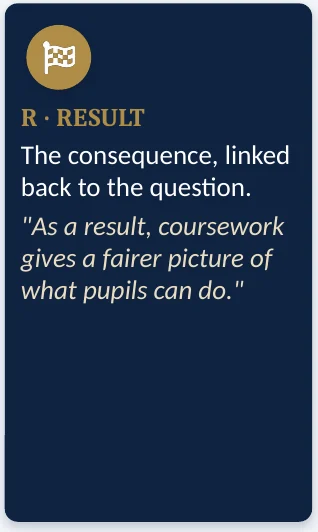 R · RESULT
The consequence, linked
back to the question.
"As a result, coursework
gives a fairer picture of
what pupils can do."